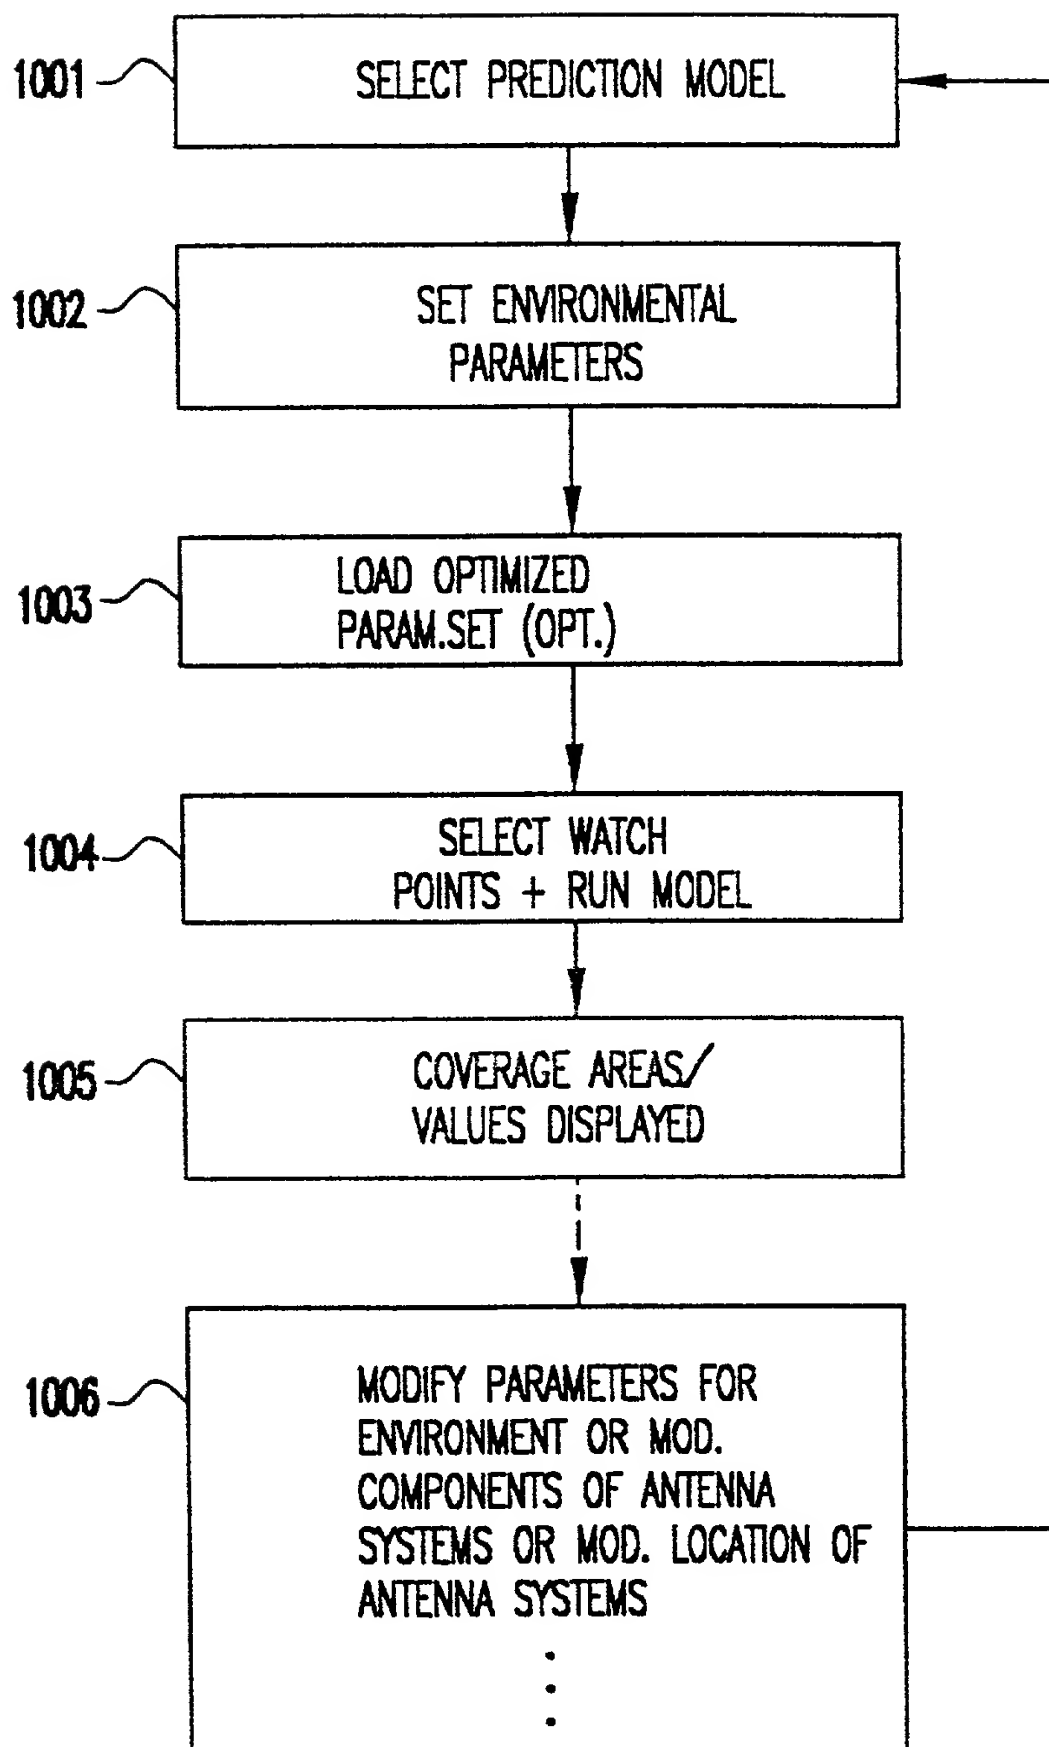 1001
SELECT PREDICTION MODEL
1002
SET ENVIRONMENTAL
PARAMETERS
1003
LOAD OPTIMIZED
PARAM.SET (OPT.)
1004
SELECT WATCH
POINTS + RUN MODEL
1005
COVERAGE AREAS/
VALUES DISPLAYED
1006
MODIFY PARAMETERS FOR
ENVIRONMENT OR MOD.
COMPONENTS OF ANTENNA
SYSTEMS OR MOD. LOCATION OF
ANTENNA SYSTEMS